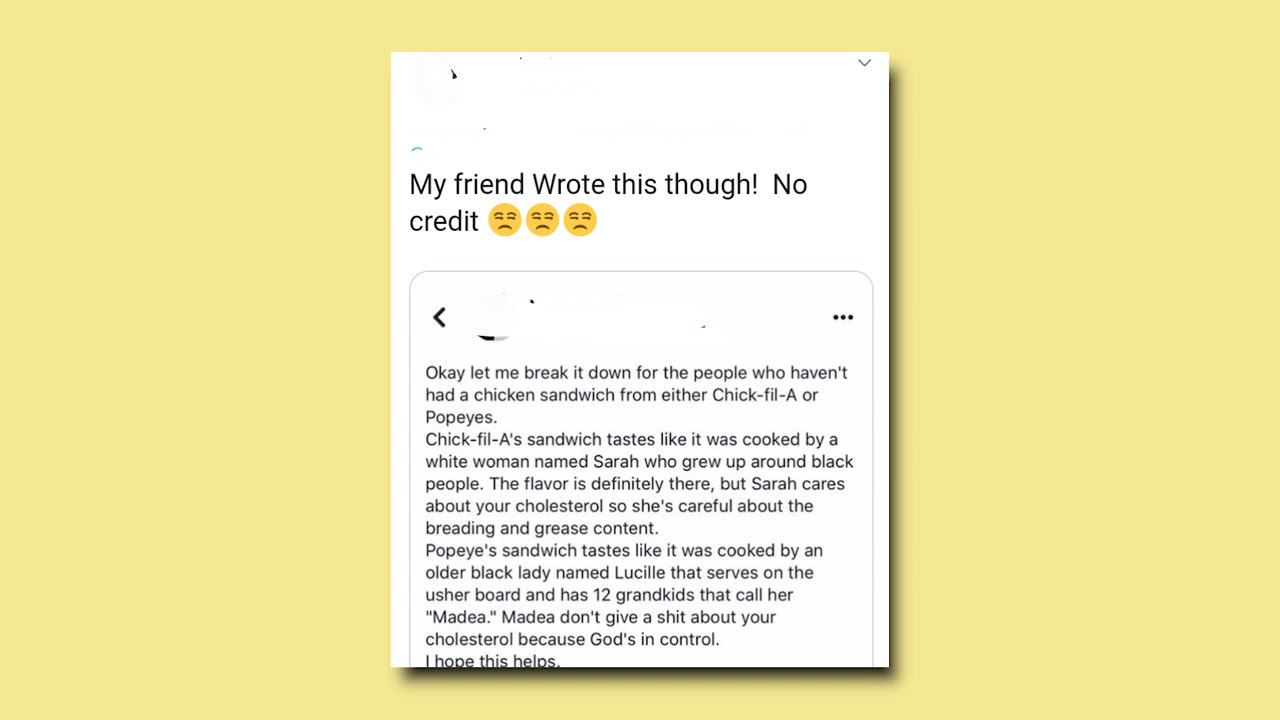 My friend Wrote this though! No
credit 😒😒😒
Okay let me break it down for the people who haven't
had a chicken sandwich from either Chick-fil-A or
Popeyes.
Chick-fil-A's sandwich tastes like it was cooked by a
white woman named Sarah who grew up around black
people. The flavor is definitely there, but Sarah cares
about your cholesterol so she's careful about the
breading and grease content.
Popeye's sandwich tastes like it was cooked by an
older black lady named Lucille that serves on the
usher board and has 12 grandkids that call her
"Madea." Madea don't give a shit about your
cholesterol because God's in control.
I hope this helps.